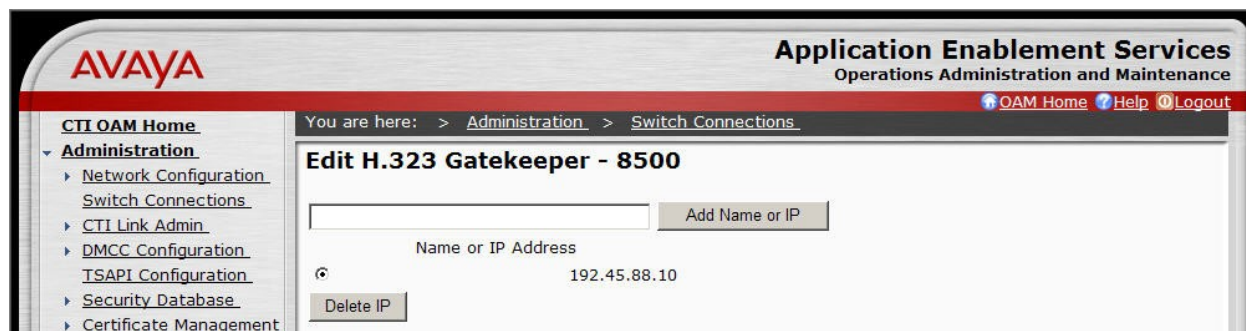 AVAYA
Application Enablement Services
Operations Administration and Maintenance
OAM Home Help Logout
CTI OAM Home
Administration
Network Configuration
Switch Connections
CTI Link Admin
DMCC Configuration
TSAPI Configuration
Security Database
Certificate Management
You are here: > Administration > Switch Connections
Edit H.323 Gatekeeper - 8500
Add Name or IP
Name or IP Address
192.45.88.10
Delete IP